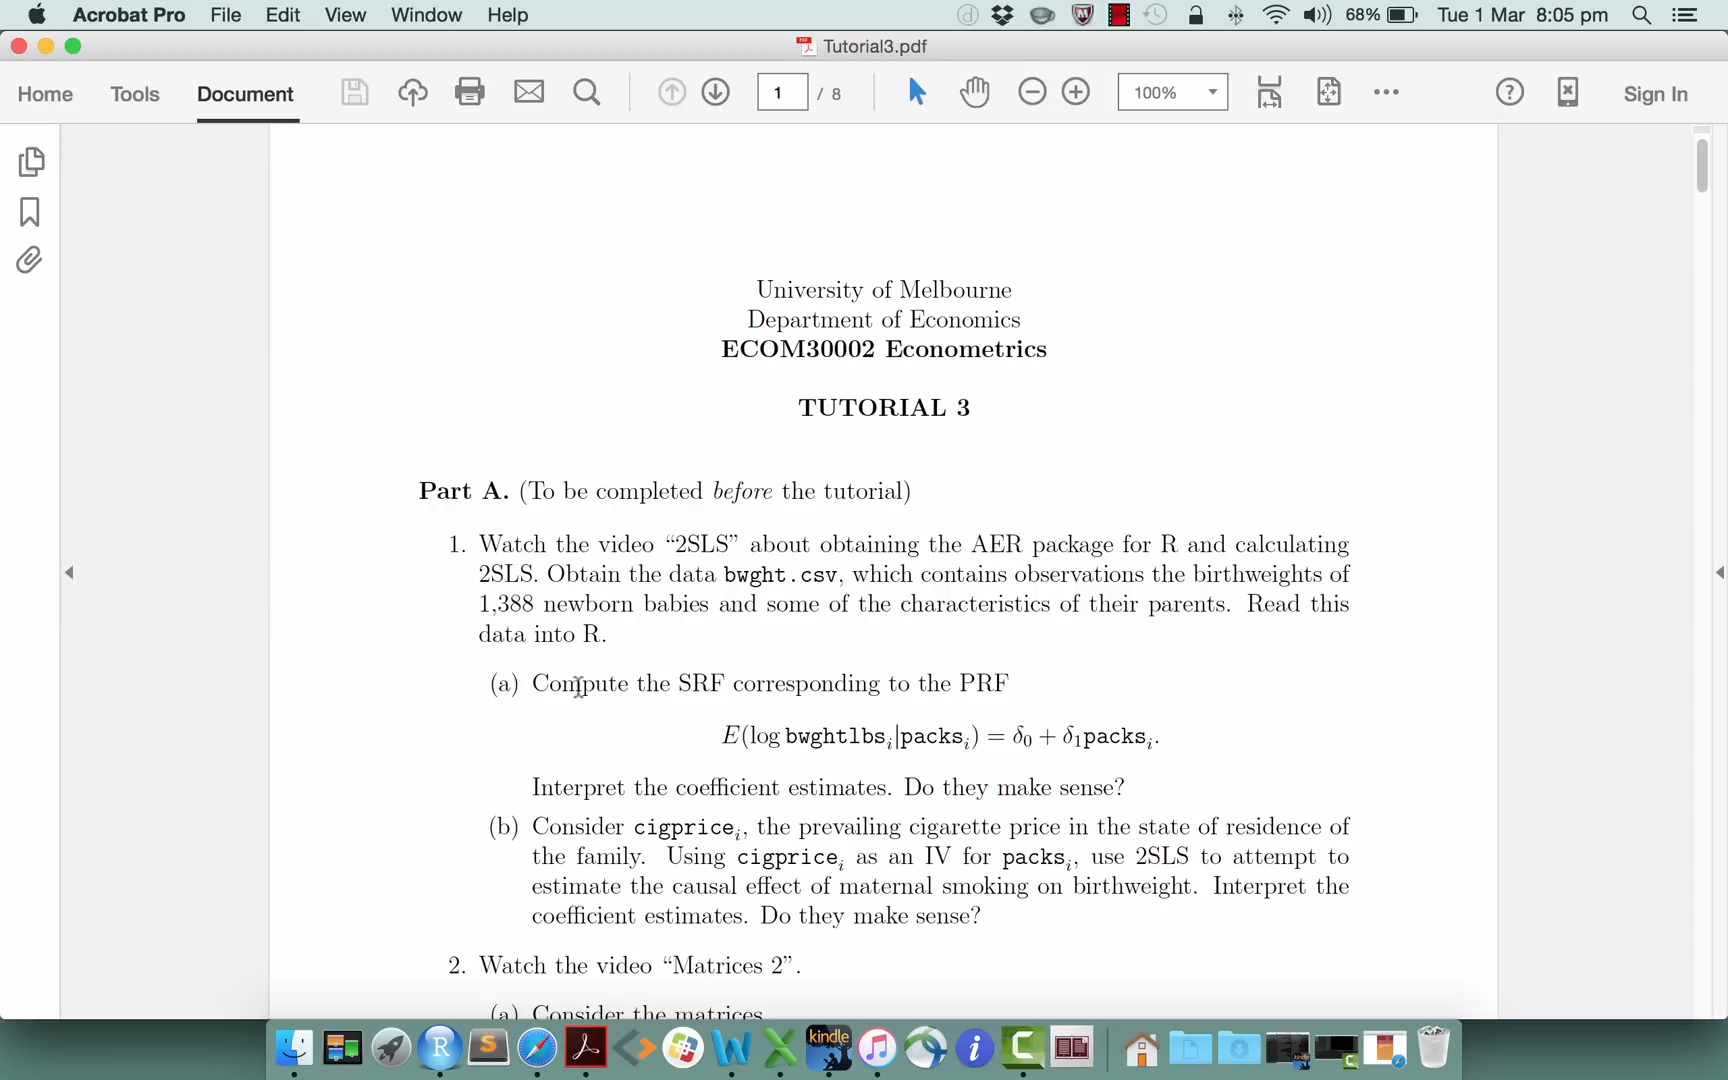 Acrobat Pro File Edit View Window Help 68% Tue 1 Mar 8:05 pm
Tutorial3.pdf
Home Tools Document 1 / 8 100% Sign In
University of Melbourne
Department of Economics
ECOM30002 Econometrics
TUTORIAL 3
Part A. (To be completed before the tutorial)
1. Watch the video “2SLS” about obtaining the AER package for R and calculating
2SLS. Obtain the data bwght.csv, which contains observations the birthweights of
1,388 newborn babies and some of the characteristics of their parents. Read this
data into R.
(a) Compute the SRF corresponding to the PRF
E(log bwghtlbsᵢ|packsᵢ) = δ₀ + δ₁packsᵢ.
Interpret the coefficient estimates. Do they make sense?
(b) Consider cigpriceᵢ, the prevailing cigarette price in the state of residence of
the family. Using cigpriceᵢ as an IV for packsᵢ, use 2SLS to attempt to
estimate the causal effect of maternal smoking on birthweight. Interpret the
coefficient estimates. Do they make sense?
2. Watch the video “Matrices 2”.
(a) Consider the matrices
kindle